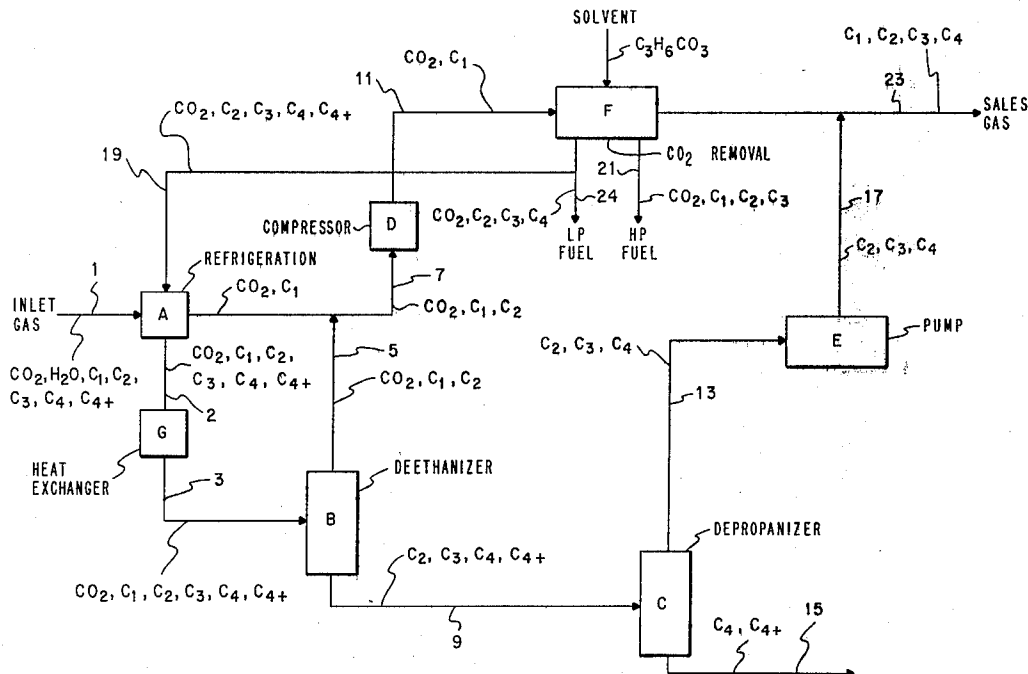 SOLVENT
C3H6CO3
C1, C2, C3, C4
CO2, C1
11
23
CO2, C2, C3, C4, C4+
F
SALES
GAS
CO2 REMOVAL
19
21
24
CO2, C2, C3, C4
CO2, C1, C2, C3
17
COMPRESSOR
D
LP
FUEL
HP
FUEL
REFRIGERATION
1
7
C2, C3, C4
CO2, C1
INLET
GAS
A
CO2, C1, C2
E
PUMP
CO2, H2O, C1, C2,
C3, C4, C4+
CO2, C1, C2,
C3, C4, C4+
5
C2, C3, C4
CO2, C1, C2
2
13
G
HEAT
EXCHANGER
3
DEETHANIZER
B
DEPROPANIZER
CO2, C1, C2, C3, C4, C4+
C2, C3, C4, C4+
C
9
C4, C4+
15